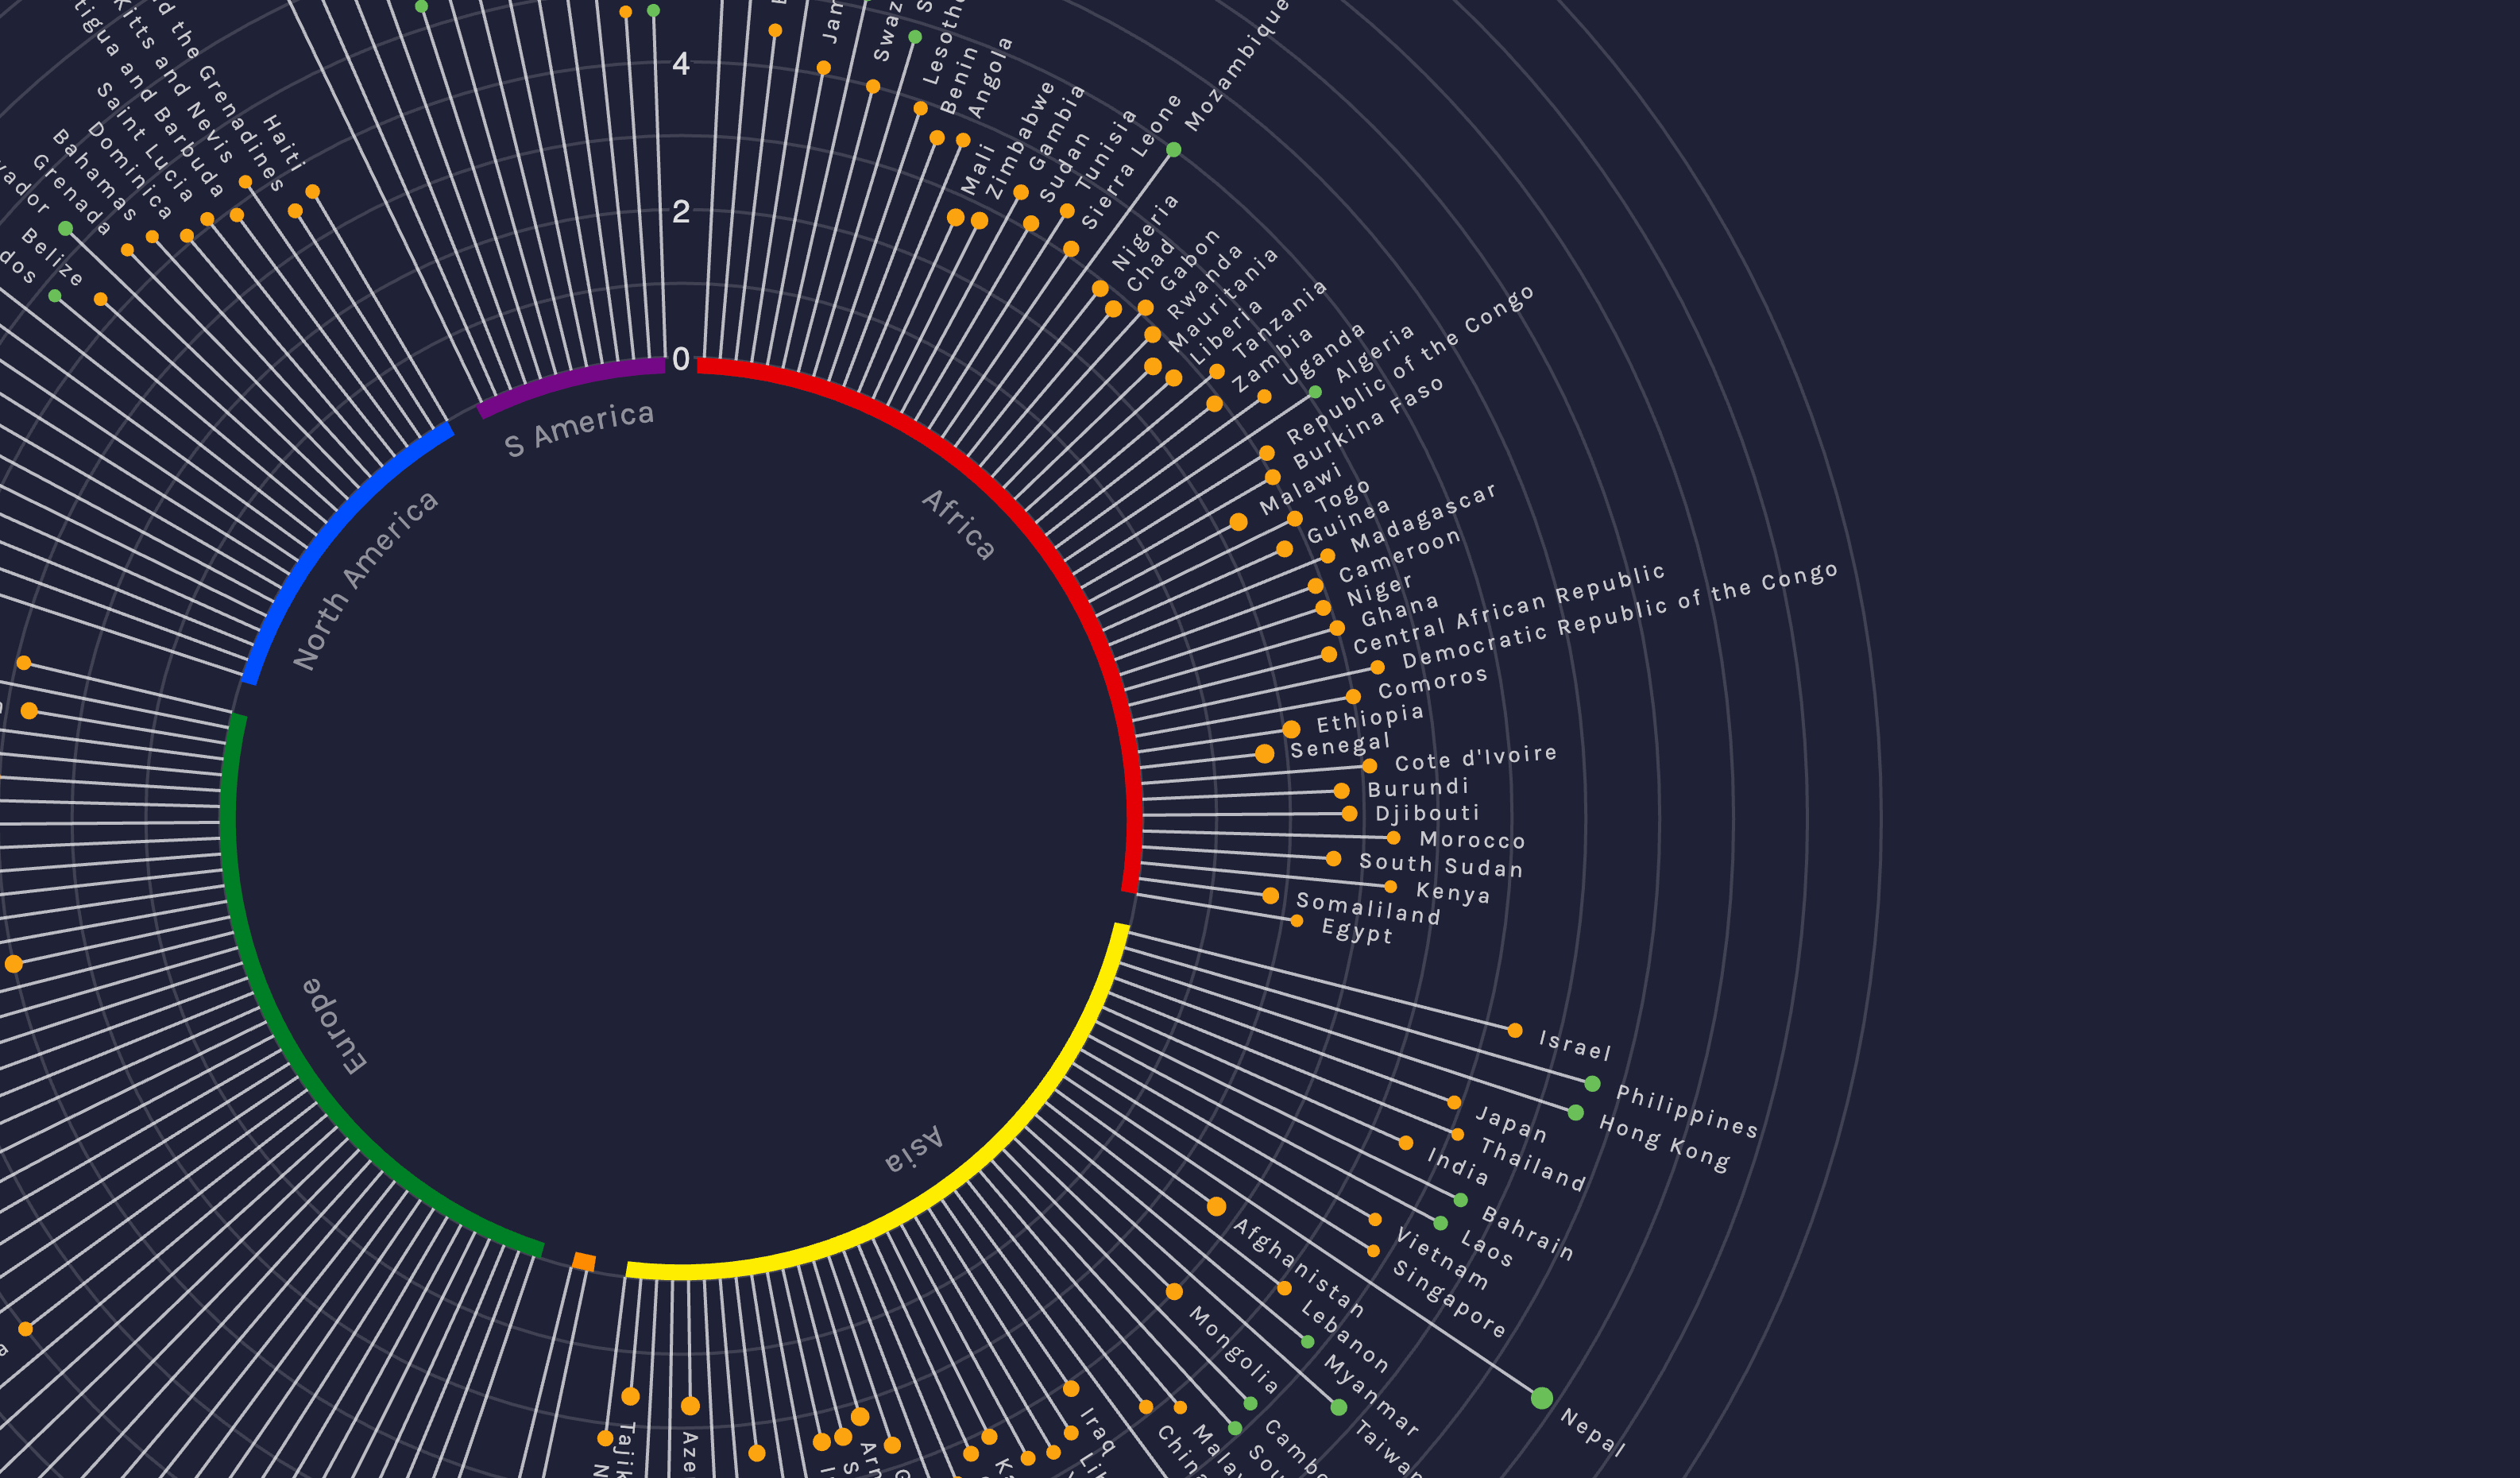 4
2
0
S America
North America
Africa
Europe
Asia
Haiti
Saint Lucia
Dominica
Bahamas
Grenada
Belize
Benin
Angola
Mali
Zimbabwe
Gambia
Sudan
Tunisia
Sierra Leone
Mozambique
Nigeria
Chad
Gabon
Rwanda
Mauritania
Liberia
Tanzania
Zambia
Uganda
Algeria
Republic of the Congo
Burkina Faso
Malawi
Togo
Guinea
Madagascar
Cameroon
Niger
Ghana
Central African Republic
Democratic Republic of the Congo
Comoros
Ethiopia
Senegal
Cote d'Ivoire
Burundi
Djibouti
Morocco
South Sudan
Kenya
Somaliland
Egypt
Israel
Philippines
Hong Kong
Japan
Thailand
India
Bahrain
Laos
Vietnam
Singapore
Nepal
Afghanistan
Lebanon
Myanmar
Taiwan
Mongolia
China
Iraq